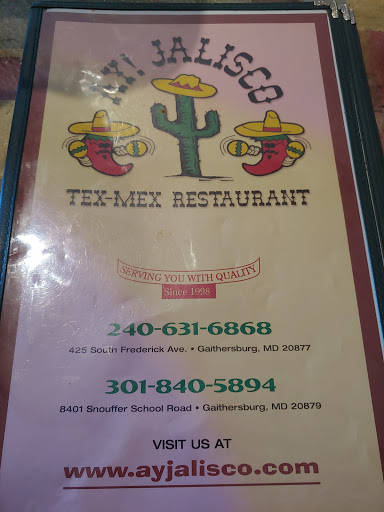 AY! JALISCO
TEX-MEX RESTAURANT
SERVING YOU WITH QUALITY
Since 1998
240-631-6868
425 South Frederick Ave. • Gaithersburg, MD 20877
301-840-5894
8401 Snouffer School Road • Gaithersburg, MD 20879
VISIT US AT
www.ayjalisco.com